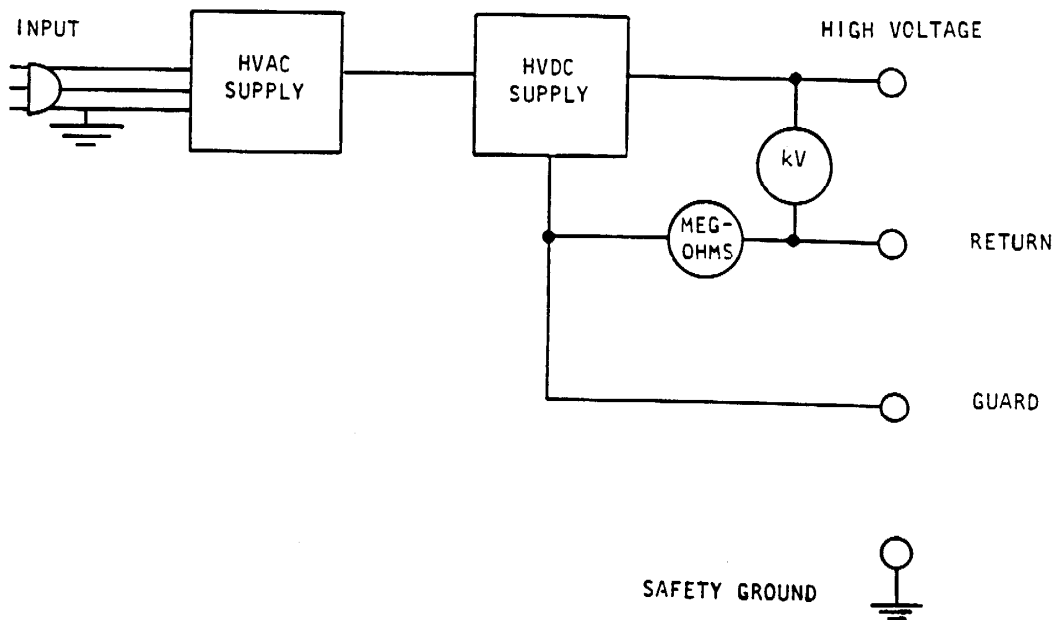 INPUT
HVAC
SUPPLY
HVDC
SUPPLY
HIGH VOLTAGE
kV
MEG-
OHMS
RETURN
GUARD
SAFETY GROUND